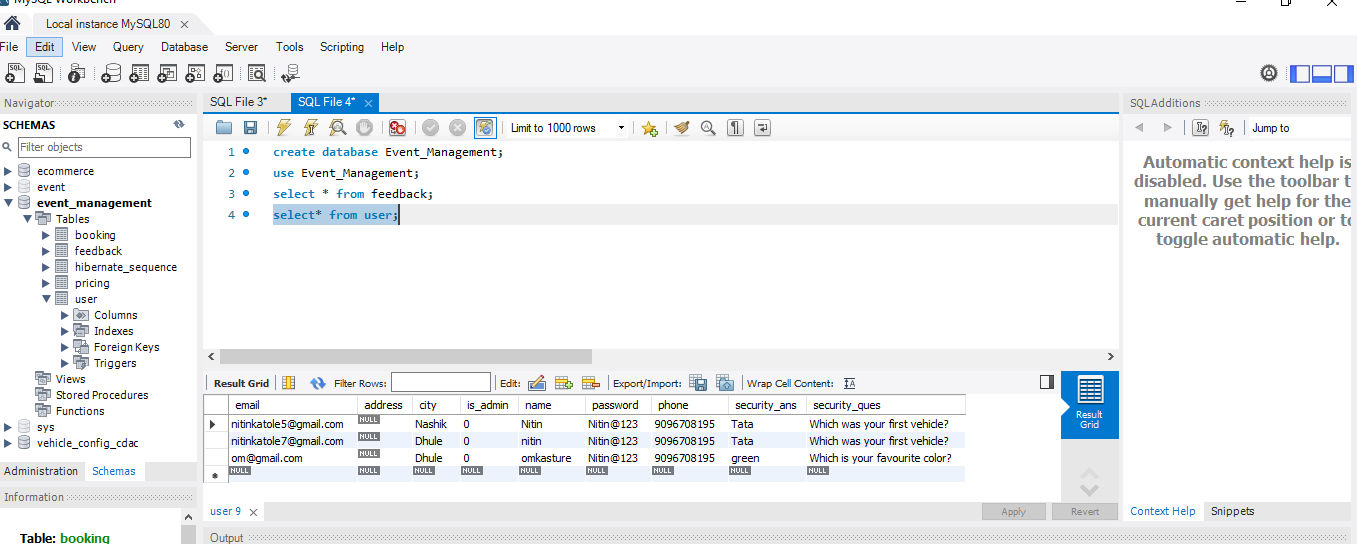 MySQL Workbench
Local instance MySQL80
File Edit View Query Database Server Tools Scripting Help
Navigator
SCHEMAS
Filter objects
ecommerce
event
event_management
Tables
booking
feedback
hibernate_sequence
pricing
user
Columns
Indexes
Foreign Keys
Triggers
Views
Stored Procedures
Functions
sys
vehicle_config_cdac
Administration Schemas
Information
Table: booking
SQL File 3* SQL File 4*
Limit to 1000 rows
1 create database Event_Management;
2 use Event_Management;
3 select * from feedback;
4 select* from user;
Result Grid Filter Rows: Edit: Export/Import: Wrap Cell Content:
email address city is_admin name password phone security_ans security_ques
nitinkatole5@gmail.com NULL Nashik 0 Nitin Nitin@123 9096708195 Tata Which was your first vehicle?
nitinkatole7@gmail.com NULL Dhule 0 nitin Nitin@123 9096708195 Tata Which was your first vehicle?
om@gmail.com NULL Dhule 0 omkasture Nitin@123 9096708195 green Which is your favourite color?
NULL NULL NULL NULL NULL NULL NULL NULL NULL
Result
Grid
user 9 Apply Revert
Output
SQLAdditions
Jump to
Automatic context help is
disabled. Use the toolbar t
manually get help for the
current caret position or to
toggle automatic help.
Context Help Snippets